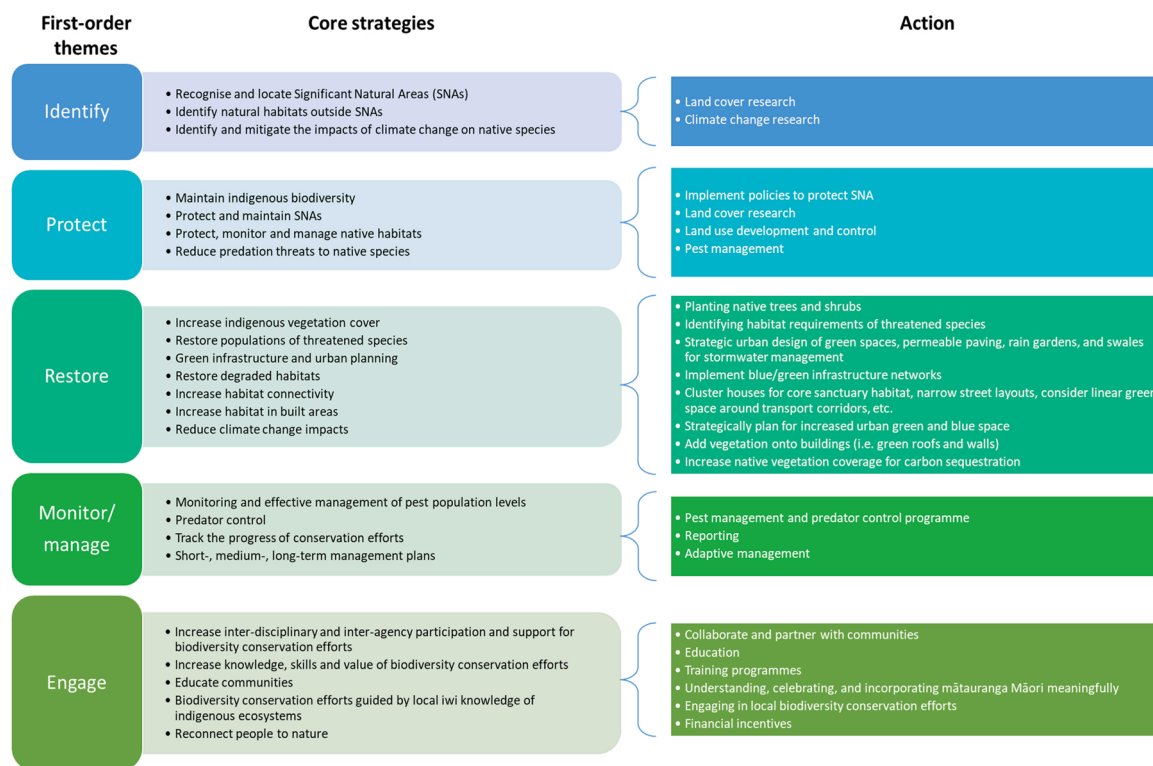 First-order
themes
Core strategies
Action
Identify
• Recognise and locate Significant Natural Areas (SNAs)
• Identify natural habitats outside SNAs
• Identify and mitigate the impacts of climate change on native species
• Land cover research
• Climate change research
Protect
• Maintain indigenous biodiversity
• Protect and maintain SNAs
• Protect, monitor and manage native habitats
• Reduce predation threats to native species
• Implement policies to protect SNA
• Land cover research
• Land use development and control
• Pest management
Restore
• Increase indigenous vegetation cover
• Restore populations of threatened species
• Green infrastructure and urban planning
• Restore degraded habitats
• Increase habitat connectivity
• Increase habitat in built areas
• Reduce climate change impacts
• Planting native trees and shrubs
• Identifying habitat requirements of threatened species
• Strategic urban design of green spaces, permeable paving, rain gardens, and swales
for stormwater management
• Implement blue/green infrastructure networks
• Cluster houses for core sanctuary habitat, narrow street layouts, consider linear green
space around transport corridors, etc.
• Strategically plan for increased urban green and blue space
• Add vegetation onto buildings (i.e. green roofs and walls)
• Increase native vegetation coverage for carbon sequestration
Monitor/
manage
• Monitoring and effective management of pest population levels
• Predator control
• Track the progress of conservation efforts
• Short-, medium-, long-term management plans
• Pest management and predator control programme
• Reporting
• Adaptive management
Engage
• Increase inter-disciplinary and inter-agency participation and support for
biodiversity conservation efforts
• Increase knowledge, skills and value of biodiversity conservation efforts
• Educate communities
• Biodiversity conservation efforts guided by local iwi knowledge of
indigenous ecosystems
• Reconnect people to nature
• Collaborate and partner with communities
• Education
• Training programmes
• Understanding, celebrating, and incorporating mātauranga Māori meaningfully
• Engaging in local biodiversity conservation efforts
• Financial incentives